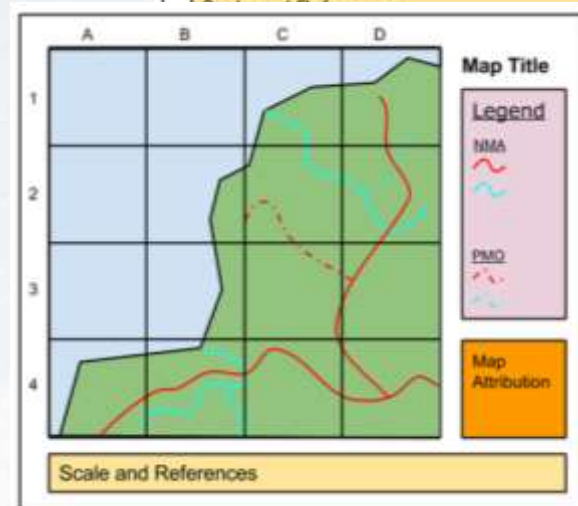 A B C D
Map Title
1
Legend
NMA
2
PMO
3
Map
Attribution
4
Scale and References